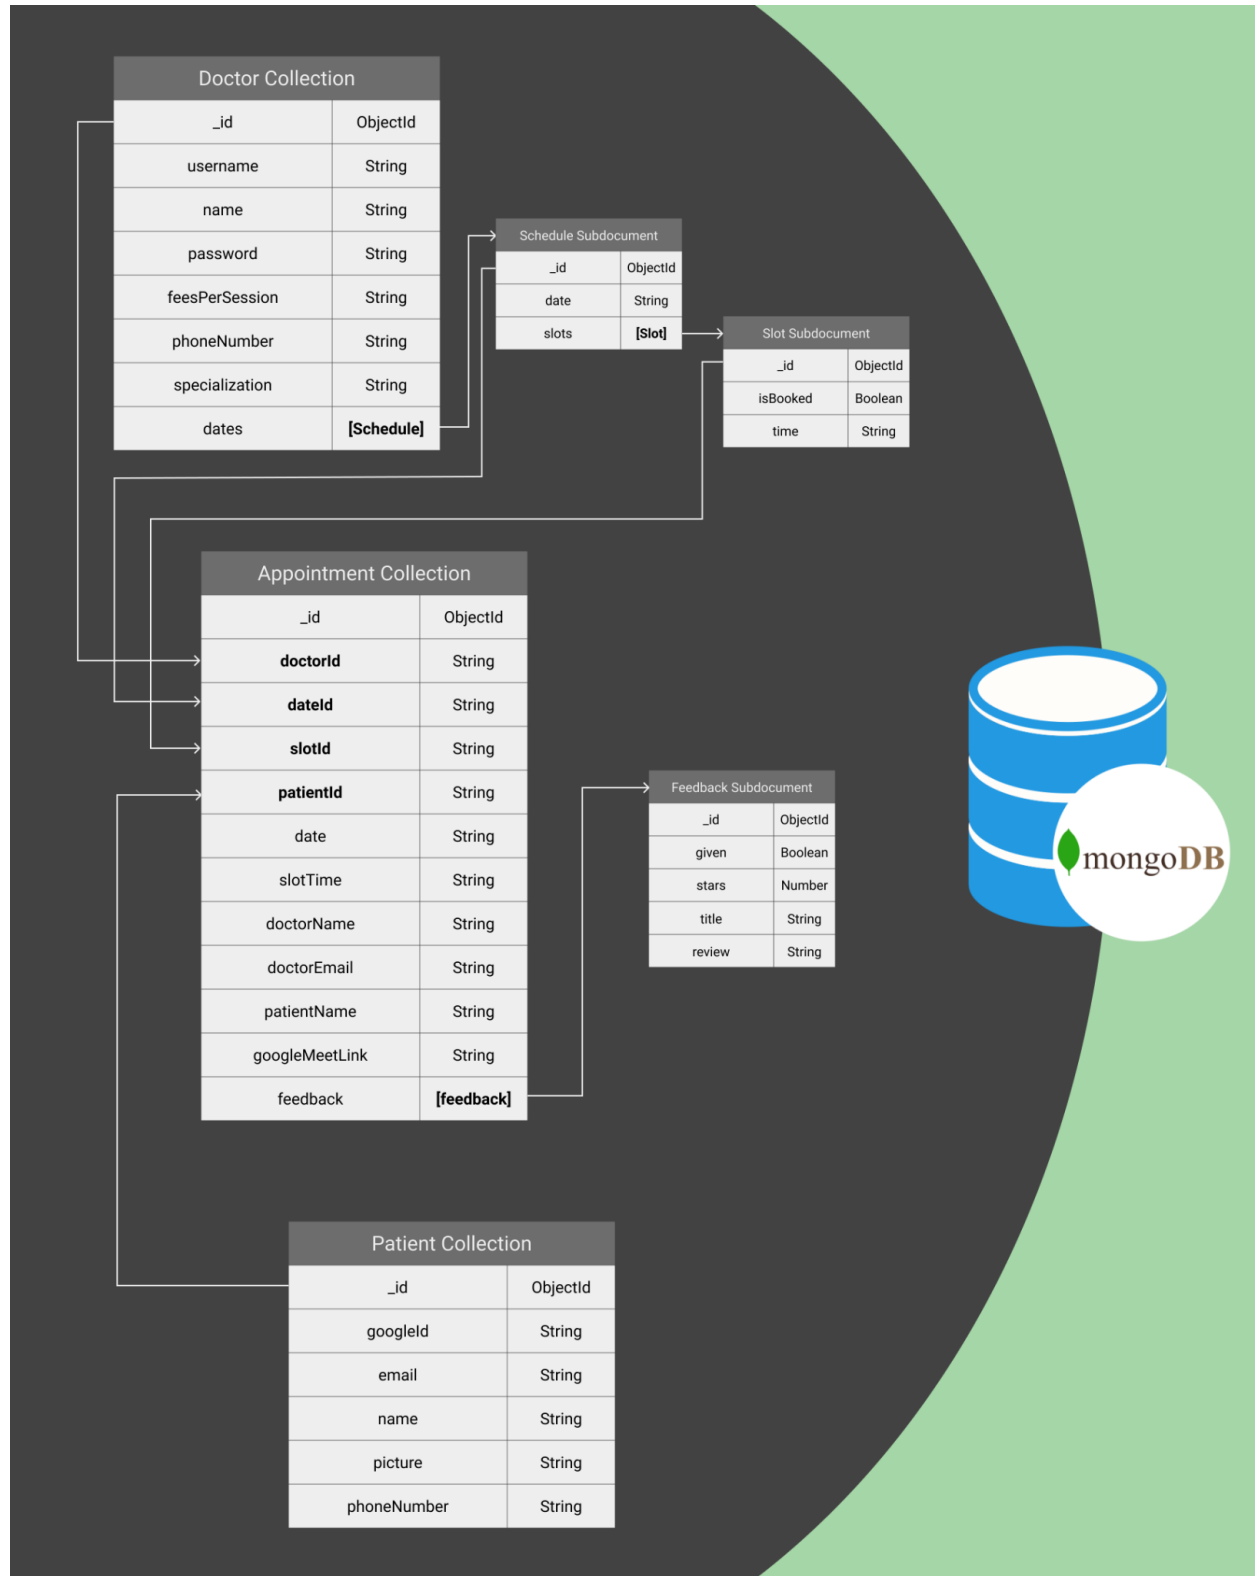 Doctor Collection
_id ObjectId
username String
name String
password String
feesPerSession String
phoneNumber String
specialization String
dates [Schedule]
Schedule Subdocument
_id ObjectId
date String
slots [Slot]
Slot Subdocument
_id ObjectId
isBooked Boolean
time String
Appointment Collection
_id ObjectId
doctorId String
dateId String
slotId String
patientId String
date String
slotTime String
doctorName String
doctorEmail String
patientName String
googleMeetLink String
feedback [feedback]
Feedback Subdocument
_id ObjectId
given Boolean
stars Number
title String
review String
mongoDB
Patient Collection
_id ObjectId
googleId String
email String
name String
picture String
phoneNumber String